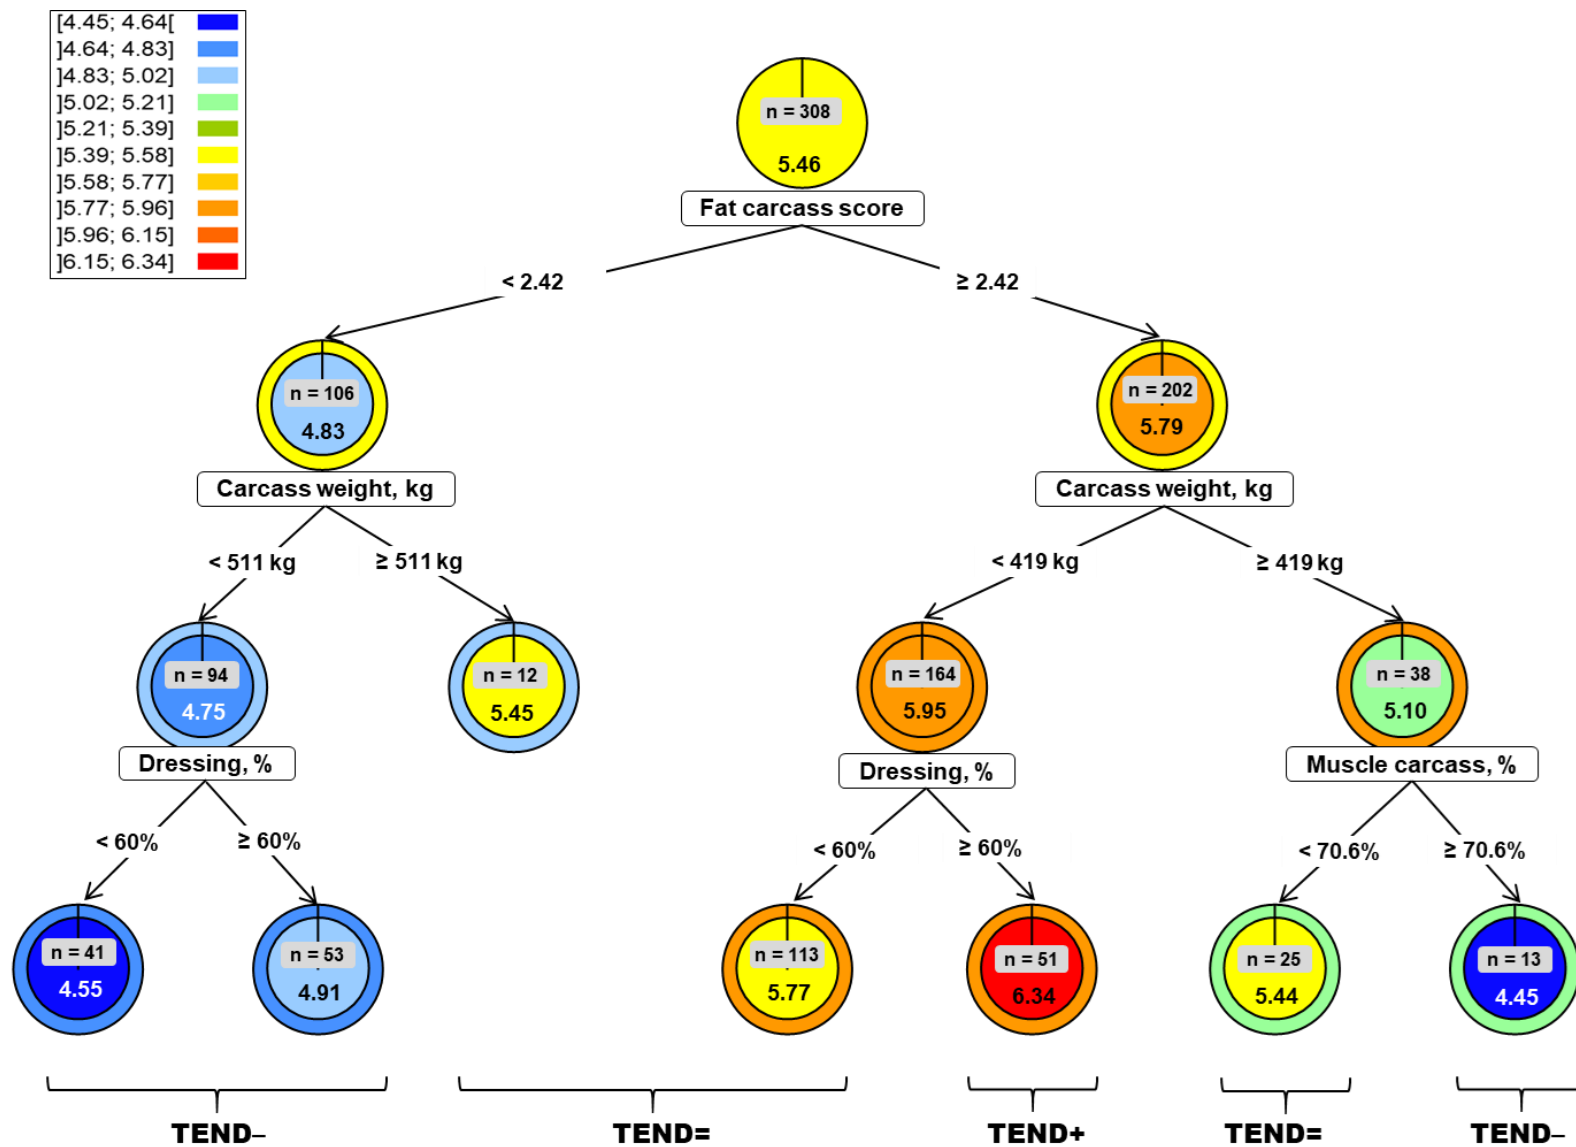 [4.45; 4.64[
]4.64; 4.83]
]4.83; 5.02]
]5.02; 5.21]
]5.21; 5.39]
]5.39; 5.58]
]5.58; 5.77]
]5.77; 5.96]
]5.96; 6.15]
]6.15; 6.34]
n = 308
5.46
Fat carcass score
< 2.42
≥ 2.42
n = 106
4.83
n = 202
5.79
Carcass weight, kg
Carcass weight, kg
< 511 kg
≥ 511 kg
< 419 kg
≥ 419 kg
n = 94
4.75
n = 12
5.45
n = 164
5.95
n = 38
5.10
Dressing, %
Dressing, %
Muscle carcass, %
< 60%
≥ 60%
< 60%
≥ 60%
< 70.6%
≥ 70.6%
n = 41
4.55
n = 53
4.91
n = 113
5.77
n = 51
6.34
n = 25
5.44
n = 13
4.45
TEND–
TEND=
TEND+
TEND=
TEND–